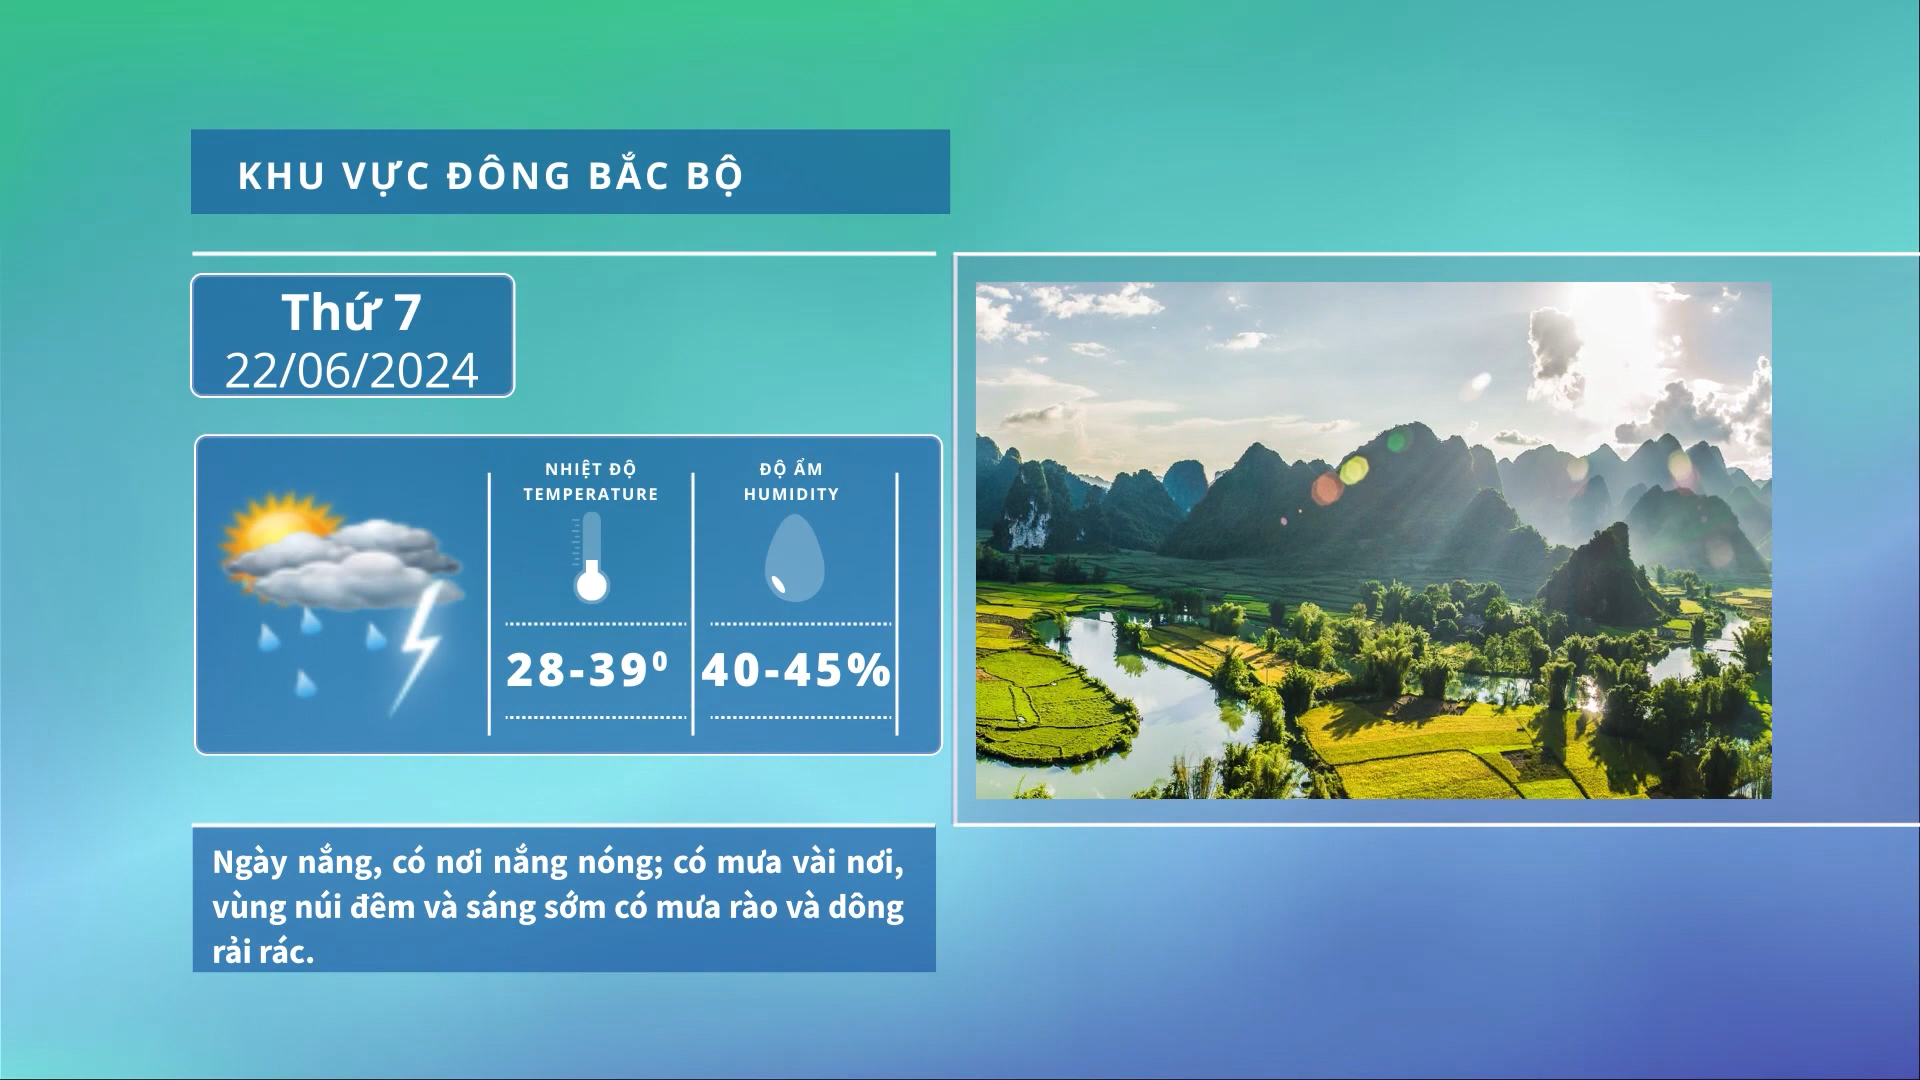 KHU VỰC ĐÔNG BẮC BỘ
Thứ 7
22/06/2024
NHIỆT ĐỘ
TEMPERATURE
28-39⁰
ĐỘ ẨM
HUMIDITY
40-45%
Ngày nắng, có nơi nắng nóng; có mưa vài nơi,
vùng núi đêm và sáng sớm có mưa rào và dông
rải rác.